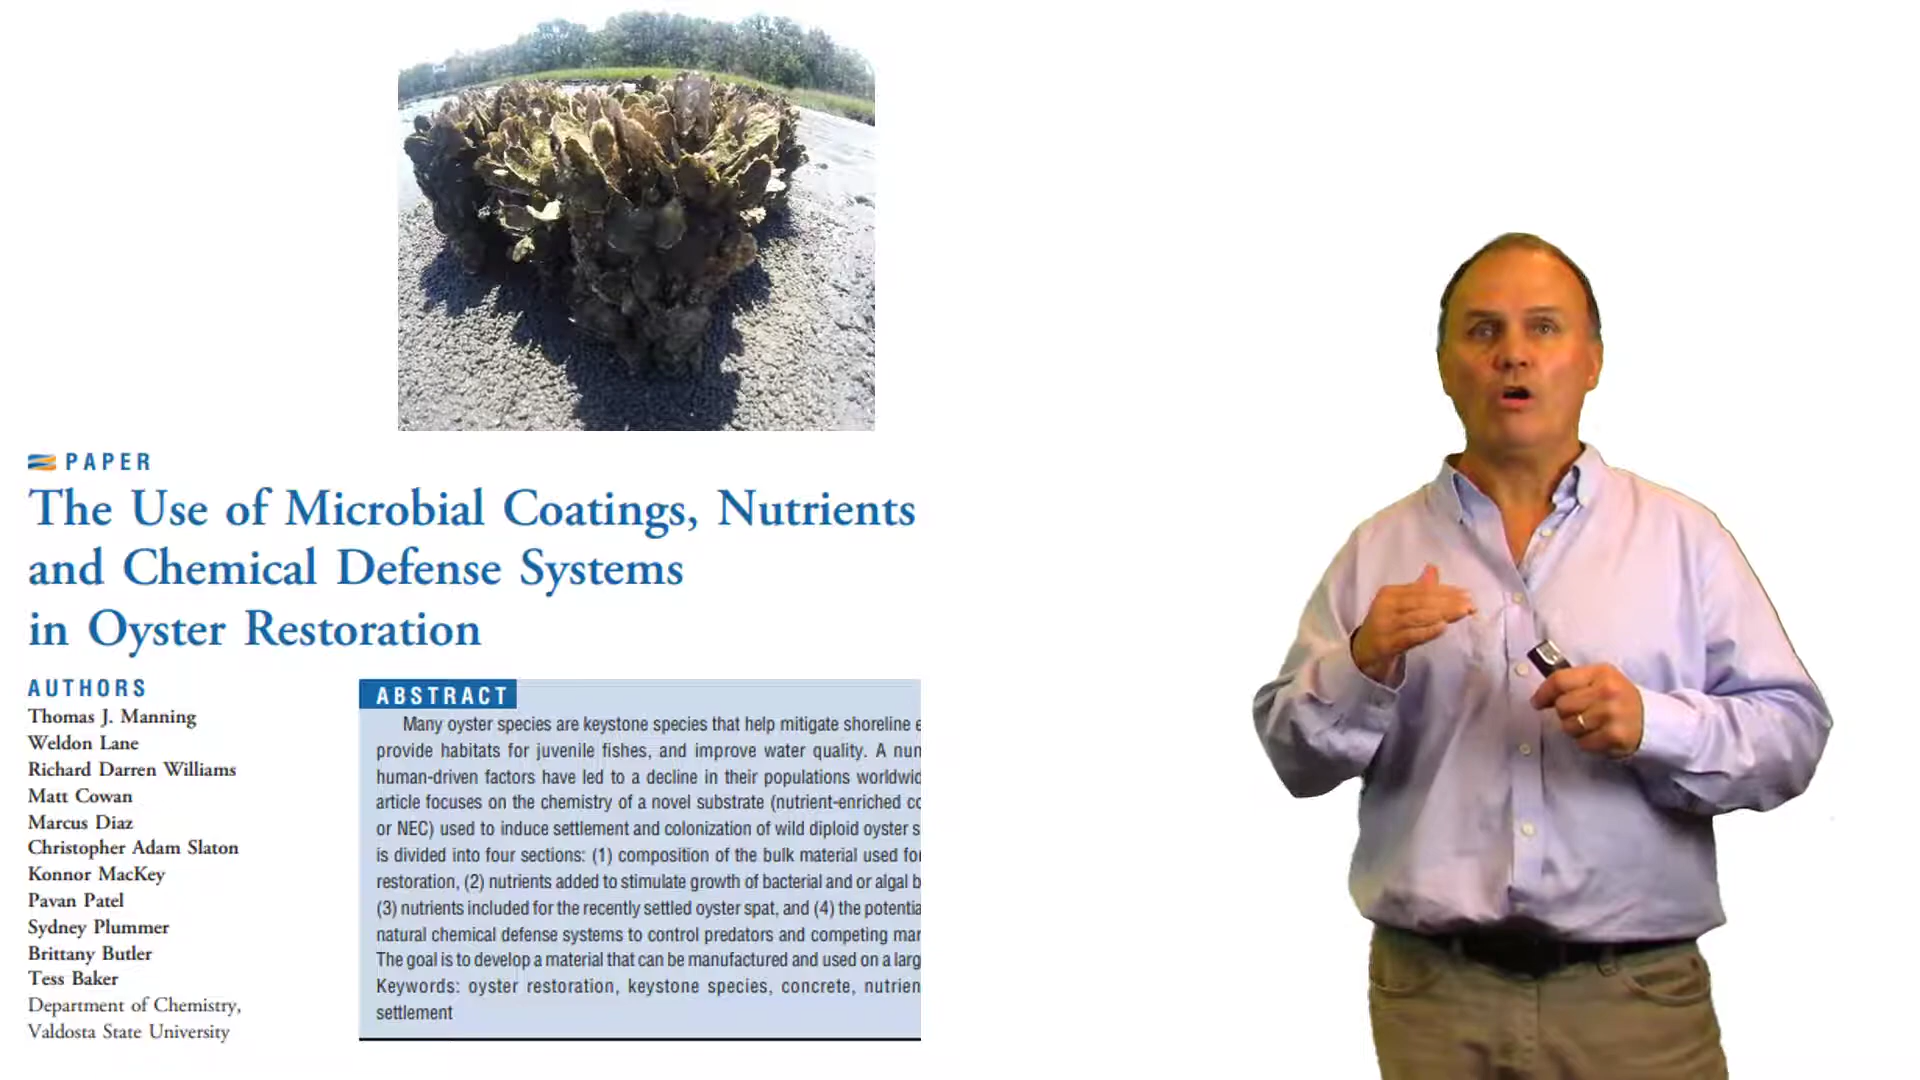 PAPER
The Use of Microbial Coatings, Nutrients
and Chemical Defense Systems
in Oyster Restoration
AUTHORS
Thomas J. Manning
Weldon Lane
Richard Darren Williams
Matt Cowan
Marcus Diaz
Christopher Adam Slaton
Konnor MacKey
Pavan Patel
Sydney Plummer
Brittany Butler
Tess Baker
Department of Chemistry,
Valdosta State University
ABSTRACT
Many oyster species are keystone species that help mitigate shoreline e
provide habitats for juvenile fishes, and improve water quality. A num
human-driven factors have led to a decline in their populations worldwid
article focuses on the chemistry of a novel substrate (nutrient-enriched co
or NEC) used to induce settlement and colonization of wild diploid oyster s
is divided into four sections: (1) composition of the bulk material used for
restoration, (2) nutrients added to stimulate growth of bacterial and or algal b
(3) nutrients included for the recently settled oyster spat, and (4) the potentia
natural chemical defense systems to control predators and competing mar
The goal is to develop a material that can be manufactured and used on a larg
Keywords: oyster restoration, keystone species, concrete, nutrien
settlement